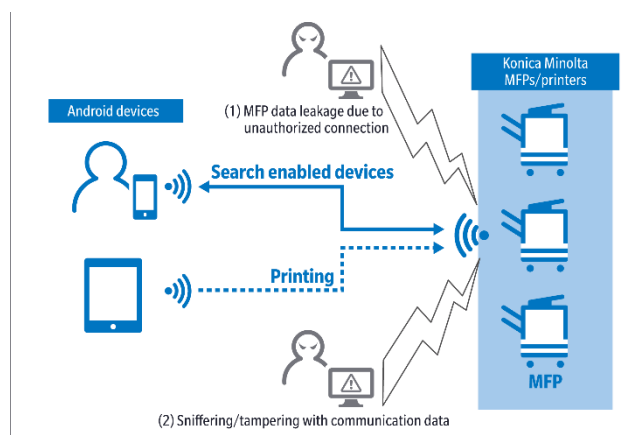 Konica Minolta
MFPs/printers
Android devices
(1) MFP data leakage due to
unauthorized connection
Search enabled devices
Printing
MFP
(2) Sniffering/tampering with communication data